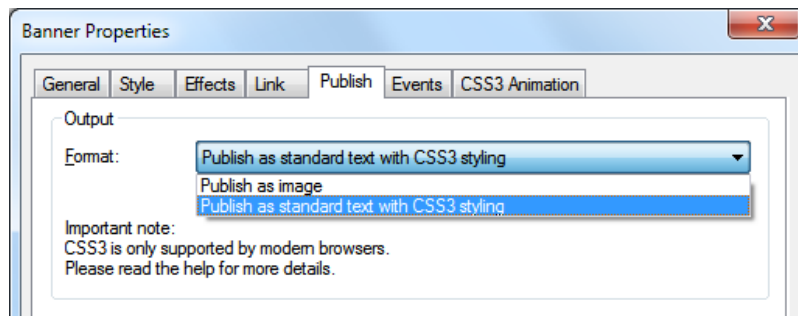 Banner Properties
General Style Effects Link Publish Events CSS3 Animation
Output
Format: Publish as standard text with CSS3 styling
Publish as image
Publish as standard text with CSS3 styling
Important note:
CSS3 is only supported by modern browsers.
Please read the help for more details.